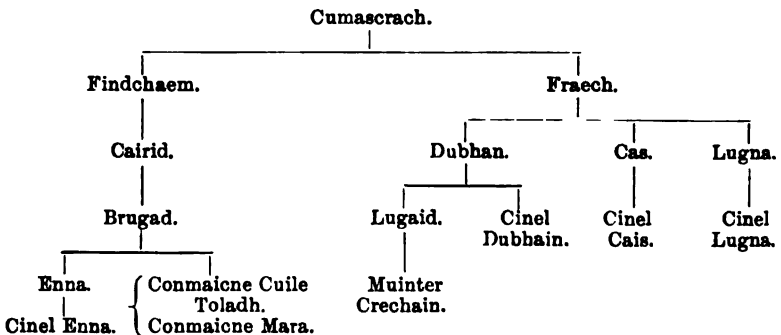 Cumascrach.
Findchaem. Fraech.
Cairid. Dubhan. Cas. Lugna.
Brugad. Lugaid. Cinel Cinel Cinel
Dubhain. Cais. Lugna.
Enna. Conmaicne Cuile Muinter
Toladh. Crechain.
Cinel Enna. Conmaicne Mara.